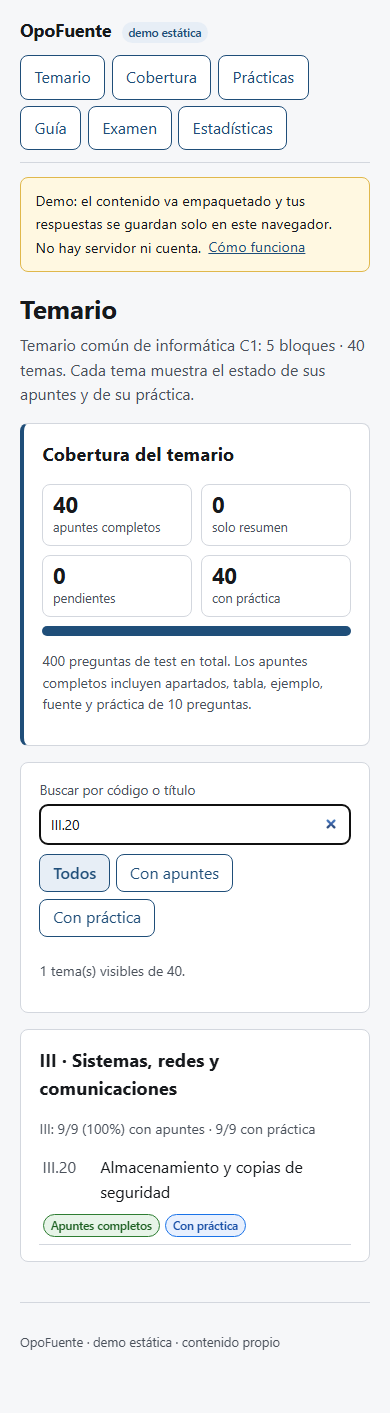 OpoFuente demo estática
Temario Cobertura Prácticas
Guía Examen Estadísticas
Demo: el contenido va empaquetado y tus
respuestas se guardan solo en este navegador.
No hay servidor ni cuenta. Cómo funciona
Temario
Temario común de informática C1: 5 bloques · 40
temas. Cada tema muestra el estado de sus
apuntes y de su práctica.
Cobertura del temario
40 0
apuntes completos solo resumen
0 40
pendientes con práctica
400 preguntas de test en total. Los apuntes
completos incluyen apartados, tabla, ejemplo,
fuente y práctica de 10 preguntas.
Buscar por código o título
III.20
Todos Con apuntes
Con práctica
1 tema(s) visibles de 40.
III · Sistemas, redes y
comunicaciones
III: 9/9 (100%) con apuntes · 9/9 con práctica
III.20 Almacenamiento y copias de
seguridad
Apuntes completos Con práctica
OpoFuente · demo estática · contenido propio